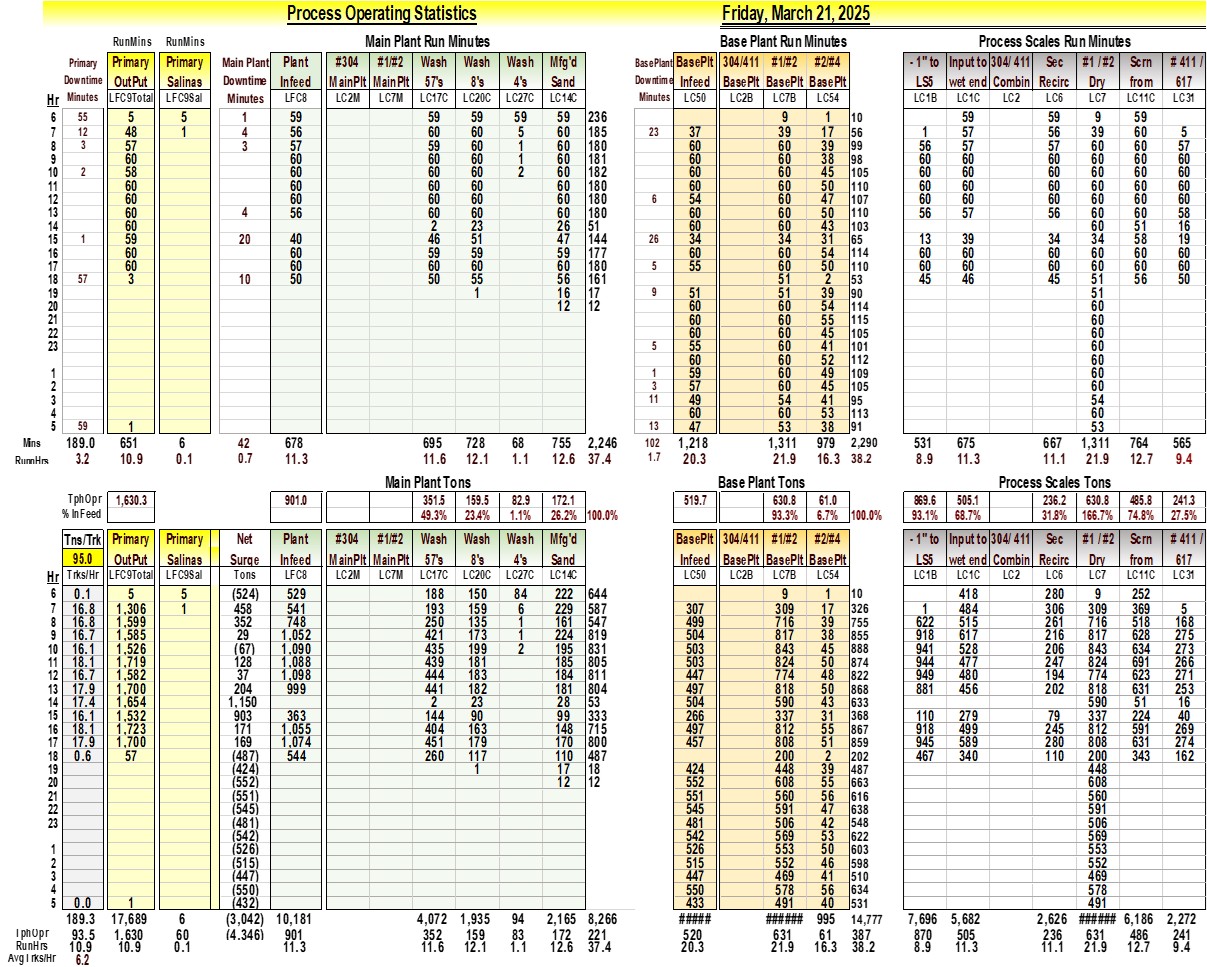 Process Operating Statistics Friday, March 21, 2025
RunMins RunMins Main Plant Run Minutes Base Plant Run Minutes Process Scales Run Minutes
Primary Primary Primary Main Plant Plant #304 #1/#2 Wash Wash Wash Mfg'd BasePlant BasePlt 304/411 #1/#2 #2/#4 - 1" to Input to 304/ 411 Sec #1 / #2 Scrn # 411 /
Downtime OutPut Salinas Downtime Infeed MainPlt MainPlt 57's 8's 4's Sand Downtime Infeed BasePlt BasePlt BasePlt LS5 wet end Combin Recirc Dry from 617
Hr Minutes LFC9Total LFC9Sal Minutes LFC8 LC2M LC7M LC17C LC20C LC27C LC14C Minutes LC50 LC2B LC7B LC54 LC1B LC1C LC2 LC6 LC7 LC11C LC31
6 55 5 5 1 59 59 59 59 59 236 9 1 10 59 59 9 59
7 12 48 1 4 56 56 60 5 60 185 23 37 39 17 56 1 57 56 39 60 5
8 3 57 3 57 59 60 1 60 180 60 60 39 99 56 57 57 60 60 57
9 60 60 60 60 1 60 181 60 60 38 98 60 60 60 60 60 60
10 2 58 60 60 60 2 60 182 60 60 45 105 60 60 60 60 60 60
11 60 60 60 60 60 180 60 60 50 110 60 60 60 60 60 60
12 60 60 60 60 60 180 6 54 60 47 107 60 60 60 60 60 60
13 60 4 56 60 60 60 180 60 60 50 110 56 57 56 60 60 58
14 60 2 23 26 51 60 60 43 103 60 51 16
15 1 59 20 40 46 51 47 144 26 34 34 31 65 13 39 34 34 58 19
16 60 60 59 59 59 177 60 60 54 114 60 60 60 60 60 60
17 60 60 60 60 60 180 5 55 60 50 110 60 60 60 60 60 60
18 57 3 10 50 50 55 56 161 51 2 53 45 46 45 51 56 50
19 1 16 17 9 51 51 39 90 51
20 12 12 60 60 54 114 60
21 60 60 55 115 60
22 60 60 45 105 60
23 5 55 60 41 101 60
60 60 52 112 60
1 1 59 60 49 109 60
2 3 57 60 45 105 60
3 11 49 54 41 95 54
4 60 60 53 113 60
5 59 1 13 47 53 38 91 53
Mins 189.0 651 6 42 678 695 728 68 755 2,246 102 1,218 1,311 979 2,290 531 675 667 1,311 764 565
RunnHrs 3.2 10.9 0.1 0.7 11.3 11.6 12.1 1.1 12.6 37.4 1.7 20.3 21.9 16.3 38.2 8.9 11.3 11.1 21.9 12.7 9.4
Main Plant Tons Base Plant Tons Process Scales Tons
TphOpr 1,630.3 901.0 351.5 159.5 82.9 172.1 519.7 630.8 61.0 869.6 505.1 236.2 630.8 485.8 241.3
% InFeed 49.3% 23.4% 1.1% 26.2% 100.0% 93.3% 6.7% 100.0% 93.1% 68.7% 31.8% 166.7% 74.8% 27.5%
Tns/Trk Primary Primary Net Plant #304 #1/#2 Wash Wash Wash Mfg'd BasePlt 304/411 #1/#2 #2/#4 - 1" to Input to 304/ 411 Sec #1 / #2 Scrn # 411 /
95.0 OutPut Salinas Surge Infeed MainPlt MainPlt 57's 8's 4's Sand Infeed BasePlt BasePlt BasePlt LS5 wet end Combin Recirc Dry from 617
Hr Trks/Hr LFC9Total LFC9Sal Tons LFC8 LC2M LC7M LC17C LC20C LC27C LC14C LC50 LC2B LC7B LC54 LC1B LC1C LC2 LC6 LC7 LC11C LC31
6 0.1 5 5 (524) 529 188 150 84 222 644 9 1 10 418 280 9 252
7 16.8 1,306 1 458 541 193 159 6 229 587 307 309 17 326 1 484 306 309 369 5
8 16.8 1,599 352 748 250 135 1 161 547 499 716 39 755 622 515 261 716 518 168
9 16.7 1,585 29 1,052 421 173 1 224 819 504 817 38 855 918 617 216 817 628 275
10 16.1 1,526 (67) 1,090 435 199 2 195 831 503 843 45 888 941 528 206 843 634 273
11 18.1 1,719 128 1,088 439 181 185 805 503 824 50 874 944 477 247 824 691 266
12 16.7 1,582 37 1,098 444 183 184 811 447 774 48 822 949 480 194 774 623 271
13 17.9 1,700 204 999 441 182 181 804 497 818 50 868 881 456 202 818 631 253
14 17.4 1,654 1,150 2 23 28 53 504 590 43 633 590 51 16
15 16.1 1,532 903 363 144 90 99 333 266 337 31 368 110 279 79 337 224 40
16 18.1 1,723 171 1,055 404 163 148 715 497 812 55 867 918 499 245 812 591 269
17 17.9 1,700 169 1,074 451 179 170 800 457 808 51 859 945 589 280 808 631 274
18 0.6 57 (487) 544 260 117 110 487 200 2 202 467 340 110 200 343 162
19 (424) 1 17 18 424 448 39 487 448
20 (552) 12 12 552 608 55 663 608
21 (551) 551 560 56 616 560
22 (545) 545 591 47 638 591
23 (481) 481 506 42 548 506
(542) 542 569 53 622 569
1 (526) 526 553 50 603 553
2 (515) 515 552 46 598 552
3 (447) 447 469 41 510 469
4 (550) 550 578 56 634 578
5 0.0 1 (432) 433 491 40 531 491
189.3 17,689 6 (3,042) 10,181 4,072 1,935 94 2,165 8,266 ##### ###### 995 14,777 7,696 5,682 2,626 ###### 6,186 2,272
TphOpr 93.5 1,630 60 (4,346) 901 352 159 83 172 221 520 631 61 387 870 505 236 631 486 241
RunHrs 10.9 10.9 0.1 11.3 11.6 12.1 1.1 12.6 37.4 20.3 21.9 16.3 38.2 8.9 11.3 11.1 21.9 12.7 9.4
AvgTrks/Hr 6.2